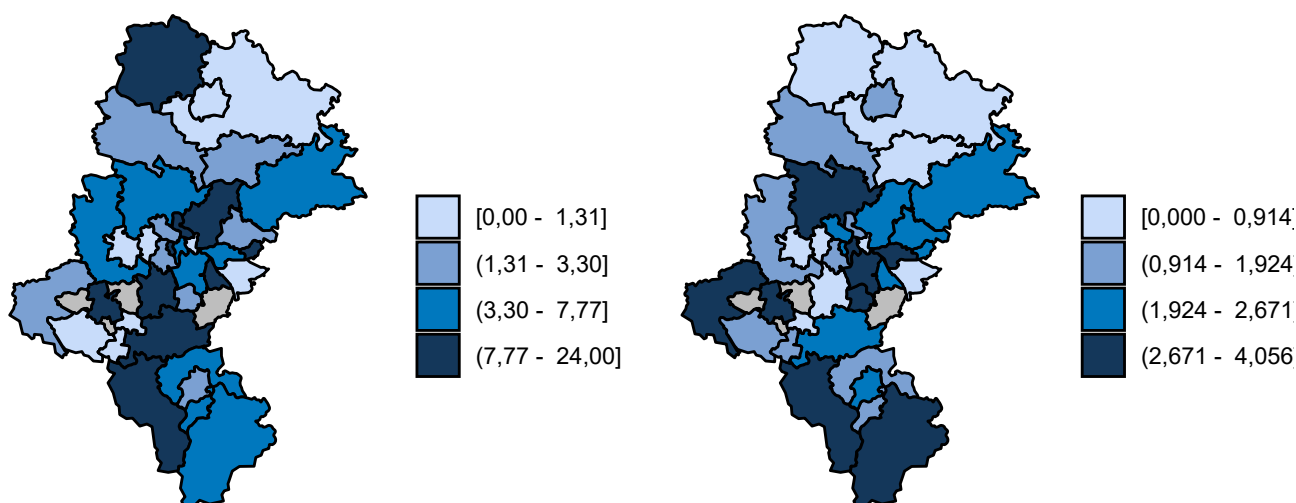 [0,00 - 1,31]
(1,31 - 3,30]
(3,30 - 7,77]
(7,77 - 24,00]
[0,000 - 0,914]
(0,914 - 1,924]
(1,924 - 2,671]
(2,671 - 4,056]